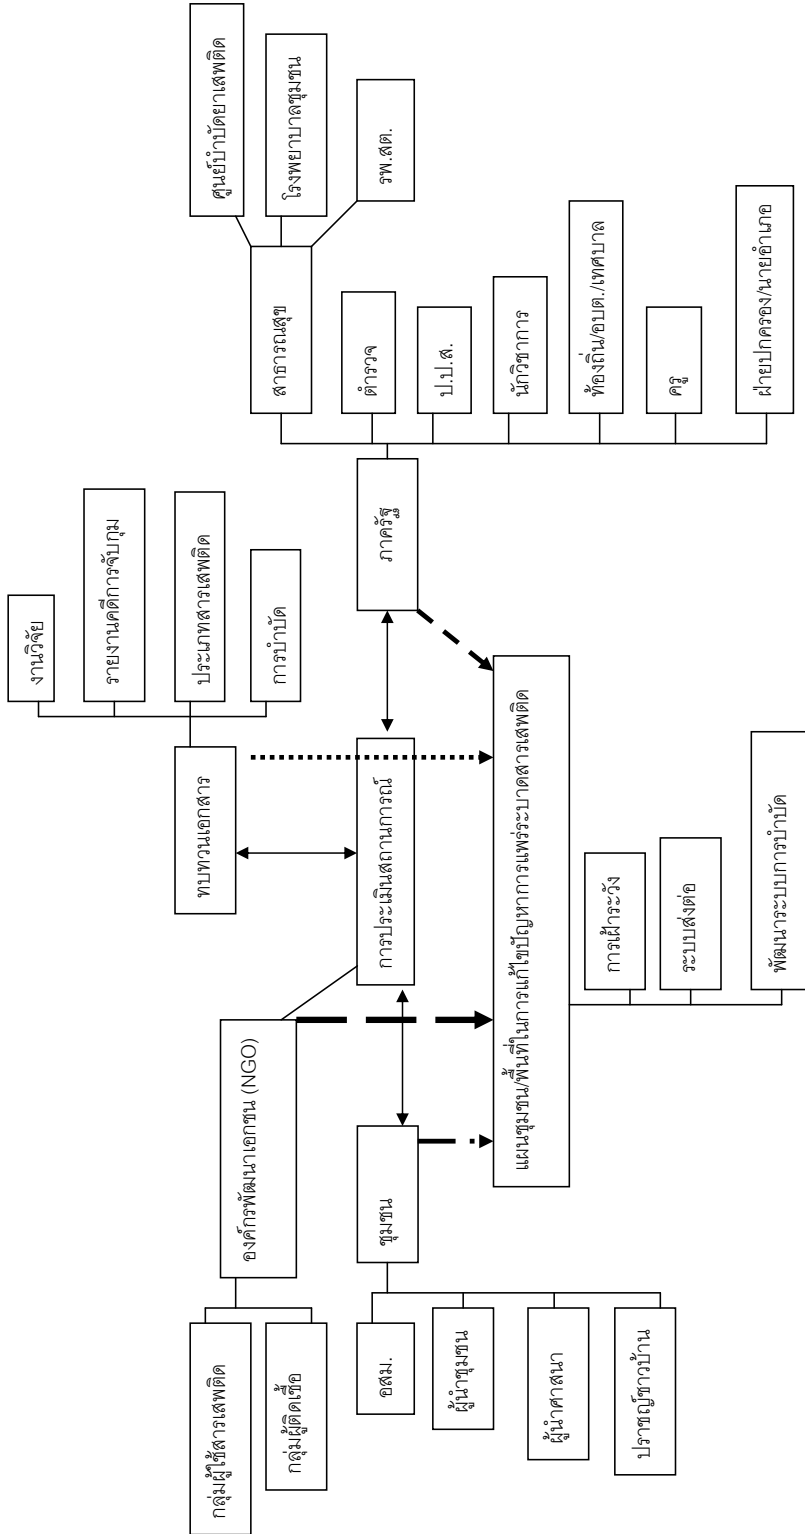 งานวิจัย
รายงานคดีการจับกุม
ประเภทสารเสพติด
การบำบัด
ทบทวนเอกสาร
ศูนย์บำบัดยาเสพติด
โรงพยาบาลชุมชน
รพ.สต.
สาธารณสุข
ตำรวจ
ป.ป.ส.
นักวิชาการ
ท้องถิ่น/อบต./เทศบาล
ครู
ฝ่ายปกครอง/นายอำเภอ
ภาครัฐ
การประเมินสถานการณ์
องค์กรพัฒนาเอกชน (NGO)
กลุ่มผู้ใช้สารเสพติด
กลุ่มผู้ติดเชื้อ
ชุมชน
อสม.
ผู้นำชุมชน
ผู้นำศาสนา
ปราชญ์ชาวบ้าน
แผนชุมชน/พื้นที่ในการแก้ไขปัญหาการแพร่ระบาดสารเสพติด
การเฝ้าระวัง
ระบบส่งต่อ
พัฒนาระบบการบำบัด